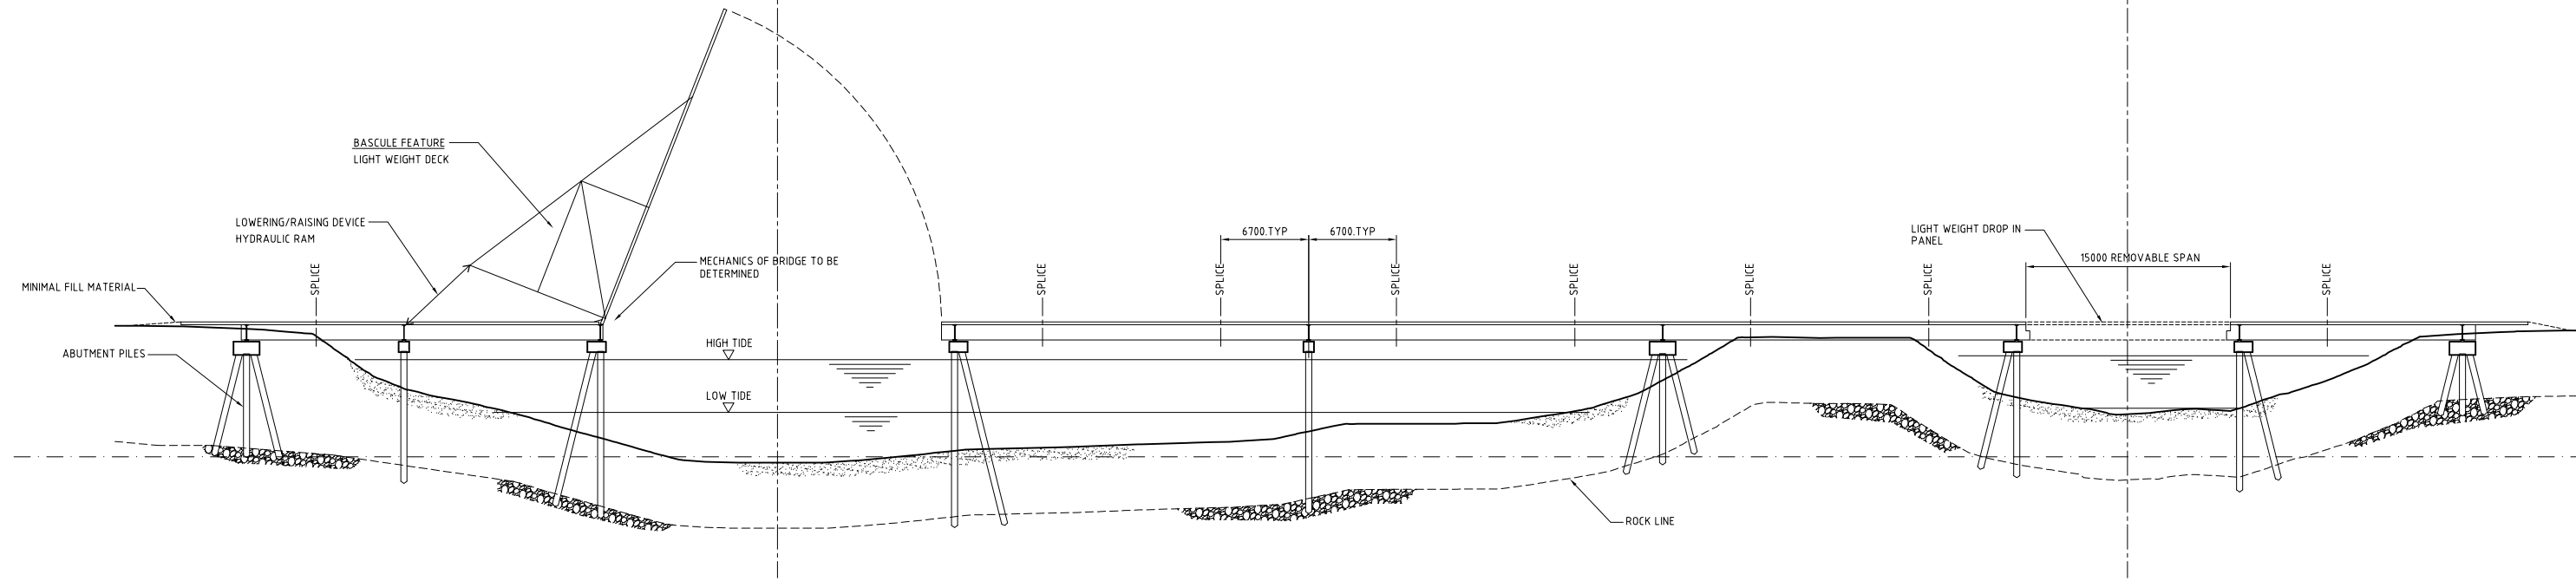 BASCULE FEATURE
LIGHT WEIGHT DECK
LOWERING/RAISING DEVICE
HYDRAULIC RAM
MECHANICS OF BRIDGE TO BE
DETERMINED
MINIMAL FILL MATERIAL
ABUTMENT PILES
SPLICE
HIGH TIDE
LOW TIDE
SPLICE
SPLICE
6700.TYP
6700.TYP
SPLICE
SPLICE
SPLICE
SPLICE
LIGHT WEIGHT DROP IN
PANEL
15000 REMOVABLE SPAN
SPLICE
ROCK LINE